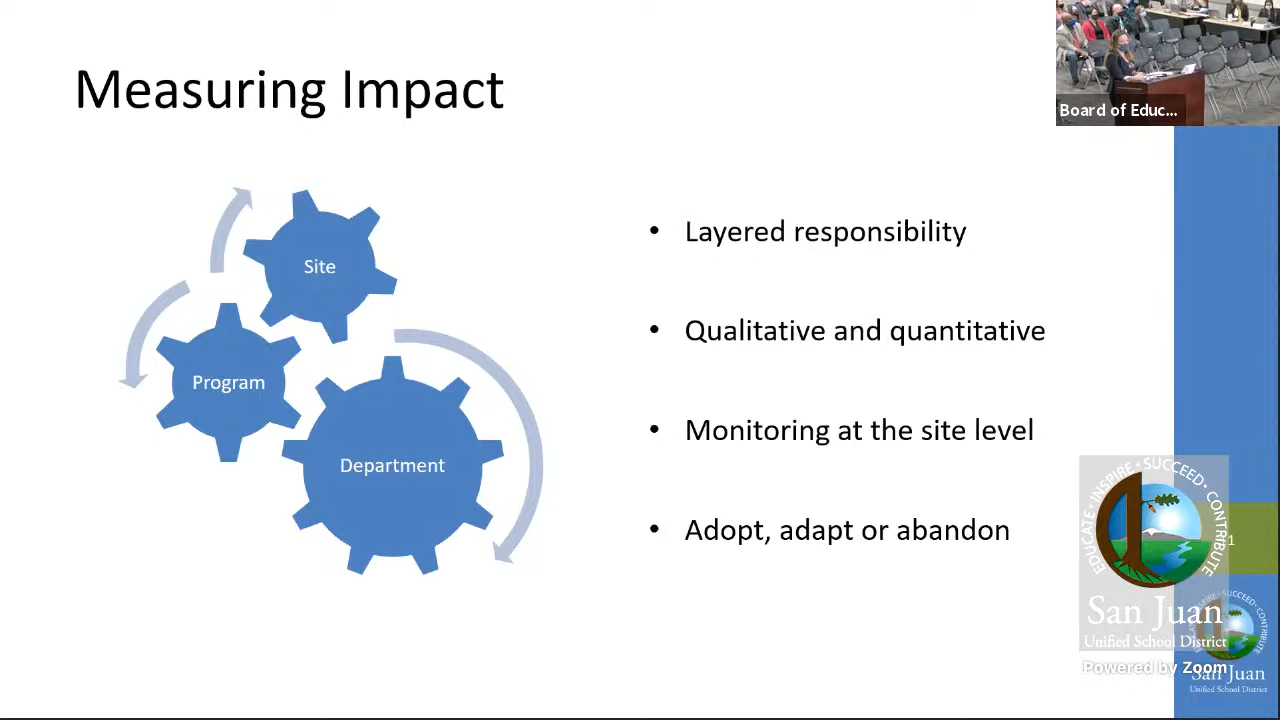 Measuring Impact
Board of Educ...
Site
Program
Department
• Layered responsibility
• Qualitative and quantitative
• Monitoring at the site level
• Adopt, adapt or abandon
EDUCATE • INSPIRE • SUCCEED • CONTRIBUTE
1
San Juan
Unified School District
Powered by Zoom
San Juan
Unified School District